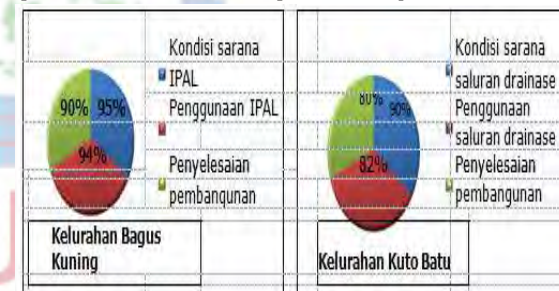 Kondisi sarana
IPAL
Penggunaan IPAL
Penyelesaian
pembangunan
90% 95%
94%
Kelurahan Bagus
Kuning
Kondisi sarana
saluran drainase
Penggunaan
saluran drainase
Penyelesaian
pembangunan
80% 90%
82%
Kelurahan Kuto Batu